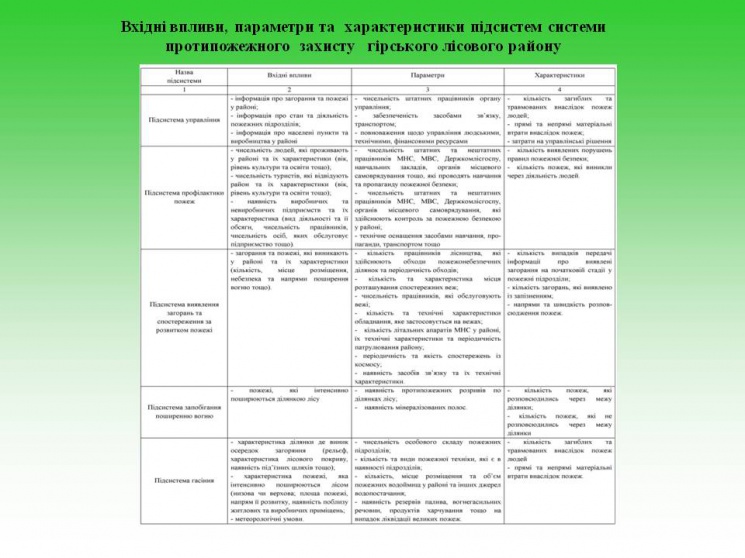 Вхідні впливи, параметри та характеристики підсистем системи
протипожежного захисту гірського лісового району
Назва
підсистеми
Вхідні впливи
Параметри
Характеристики
1
2
3
4
Підсистема управління
- інформація про загорання та пожежі
у районі;
- інформація про стан та діяльність
пожежних підрозділів,
- інформація про населені пункти та
виробництва у районі
- чисельність штатних працівників органу
управління,
- забезпеченість засобами зв’язку,
транспортом;
- повноваження щодо управління людськими,
технічними, фінансовими ресурсами
- кількість загиблих та
травмованих внаслідок пожеж
людей;
- прямі та непрямі матеріальні
втрати внаслідок пожеж;
- затрати на управлінські рішення
Підсистема профілактики
пожеж
- чисельність людей, які проживають
у районі та їх характеристики (вік,
рівень культури та освіти тощо);
- чисельність туристів, які відвідують
район та їх характеристики (вік,
рівень культури та освіти тощо);
- наявність виробничих та
невиробничих підприємств та їх
характеристика (вид діяльності та її
обсяги, чисельність працівників,
чисельність осіб, яких обслуговує
підприємство тощо)
- чисельність штатних та нештатних
працівників МНС, МВС, Держкомлісгоспу,
навчальних закладів, органів місцевого
самоврядування тощо, які проводять навчання
та пропаганду пожежної безпеки;
- чисельність штатних та нештатних
працівників МНС, МВС, Держкомлісгоспу,
органів місцевого самоврядування, які
здійснюють контроль за пожежною безпекою
у районі,
- технічне оснащення засобами навчання, про-
паганди, транспортом тощо
- кількість виявлених порушень
правил пожежної безпеки;
- кількість пожеж, які виникли
через діяльність людей.
Підсистема виявлення
загорань та
спостереження за
розвитком пожежі
- загорання та пожежі, які виникають
у районі та їх характеристики
(кількість, місце розміщення,
небезпека та напрями поширення
вогню тощо)
- кількість працівників лісництва, які
здійснюють обходи пожежонебезпечних
ділянок та періодичність обходів;
- кількість та характеристика місця
розташування спостережних веж;
- чисельність працівників, які обслуговують
вежі;
- кількість та технічні характеристики
обладнання, яке застосовується на вежах;
- кількість літальних апаратів МНС у районі,
їх технічні характеристики та періодичність
патрулювання району,
- періодичність та якість спостережень із
космосу,
- наявність засобів зв’язку та їх технічні
характеристики
- кількість випадків передачі
інформації про виявлені
загорання на початковій стадії у
пожежні підрозділи,
- кількість загорань, які виявлено
із запізненням;
- напрями та швидкість розпов-
сюдження пожеж.
Підсистема запобігання
поширенню вогню
- пожежі, які інтенсивно
поширюються ділянкою лісу
- наявність протипожежних розривів по
ділянках лісу;
- наявність мінералізованих полос.
- кількість пожеж, які
розповсюдились через межу
ділянки;
- кількість пожеж, які не
розповсюдились через межу
ділянки
Підсистема гасіння
- характеристика ділянки де виник
осередок загоряння (рельєф,
характеристика лісового покриву,
наявність під’їзних шляхів тощо);
- характеристика пожежі, яка
інтенсивно поширюється лісом
(низова чи верхова; площа пожежі,
напрям її розвитку, наявність поблизу
житлових та виробничих приміщень,
- метеорологічні умови
- чисельність особового складу пожежних
підрозділів,
- кількість та види пожежної техніки, які є в
наявності підрозділів,
- кількість, місце розміщення та об’єм
пожежних водоймищ у районі та інших джерел
водопостачання,
- наявність резервів палива, вогнегасильних
речовин, продуктів харчування тощо на
випадок ліквідації великих пожеж.
- кількість загиблих та
травмованих внаслідок пожеж
людей
- прямі та непрямі матеріальні
втрати внаслідок пожеж.